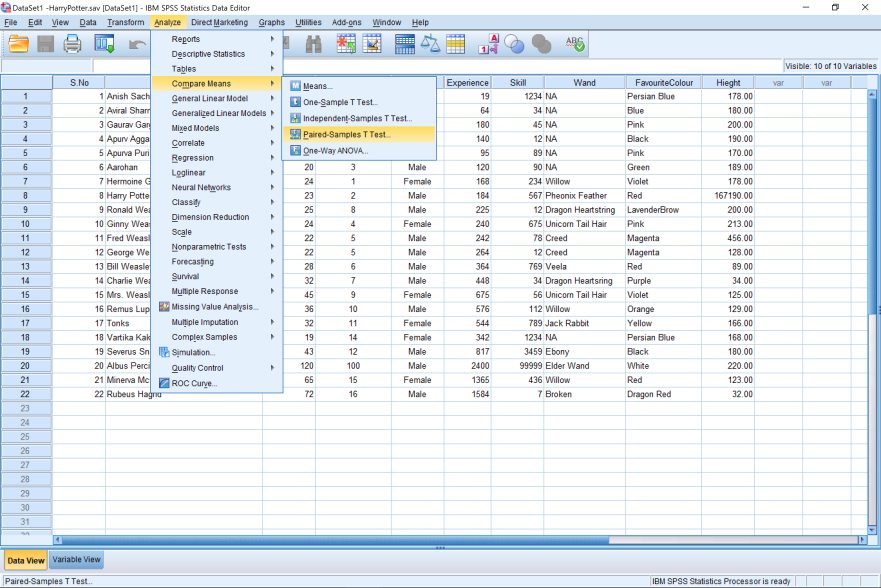 DataSet1 -HarryPotter.sav [DataSet1] - IBM SPSS Statistics Data Editor
File Edit View Data Transform Analyze Direct Marketing Graphs Utilities Add-ons Window Help
Visible: 10 of 10 Variables
Reports
Descriptive Statistics
Tables
Compare Means
General Linear Model
Generalized Linear Models
Mixed Models
Correlate
Regression
Loglinear
Neural Networks
Classify
Dimension Reduction
Scale
Nonparametric Tests
Forecasting
Survival
Multiple Response
Missing Value Analysis...
Multiple Imputation
Complex Samples
Simulation...
Quality Control
ROC Curve...
Means...
One-Sample T Test...
Independent-Samples T Test...
Paired-Samples T Test...
One-Way ANOVA...
S.No Experience Skill Wand FavouriteColour Hieght var var
1 1 Anish Sach 19 1234 NA Persian Blue 178.00
2 2 Aviral Sharr 64 34 NA Blue 180.00
3 3 Gaurav Garg 180 45 NA Pink 200.00
4 4 Apurv Agga 140 12 NA Black 190.00
5 5 Apurva Puri 95 89 NA Pink 170.00
6 6 Aarohan 20 3 Male 120 90 NA Green 189.00
7 7 Hermoine G 24 1 Female 168 234 Willow Violet 178.00
8 8 Harry Potte 23 2 Male 184 567 Pheonix Feather Red 167190.00
9 9 Ronald Wea 25 8 Male 225 12 Dragon Heartstring LavenderBrow 200.00
10 10 Ginny Weas 24 4 Female 240 675 Unicorn Tail Hair Pink 213.00
11 11 Fred Weasl 22 5 Male 242 78 Creed Magenta 456.00
12 12 George We 22 5 Male 264 12 Creed Magenta 128.00
13 13 Bill Weasle 28 6 Male 364 769 Veela Red 89.00
14 14 Charlie Wea 32 7 Male 448 34 Dragon Heartsring Purple 34.00
15 15 Mrs. Weasl 45 9 Female 675 56 Unicorn Tail Hair Violet 125.00
16 16 Remus Lup 36 10 Male 576 112 Willow Orange 129.00
17 17 Tonks 32 11 Female 544 789 Jack Rabbit Yellow 166.00
18 18 Vartika Kak 19 14 Female 342 1234 NA Persian Blue 168.00
19 19 Severus Sn 43 12 Male 817 3459 Ebony Black 180.00
20 20 Albus Perci 120 100 Male 2400 99999 Elder Wand White 220.00
21 21 Minerva Mc 65 15 Female 1365 436 Willow Red 123.00
22 22 Rubeus Hagrid 72 16 Male 1584 7 Broken Dragon Red 32.00
23
24
25
26
27
28
29
30
31
Data View Variable View
Paired-Samples T Test... IBM SPSS Statistics Processor is ready